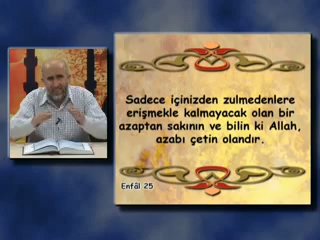 Sadece içinizden zulmedenlere
erişmekle kalmayacak olan bir
azaptan sakının ve bilin ki Allah,
azabı çetin olandır.
Enfâl 25